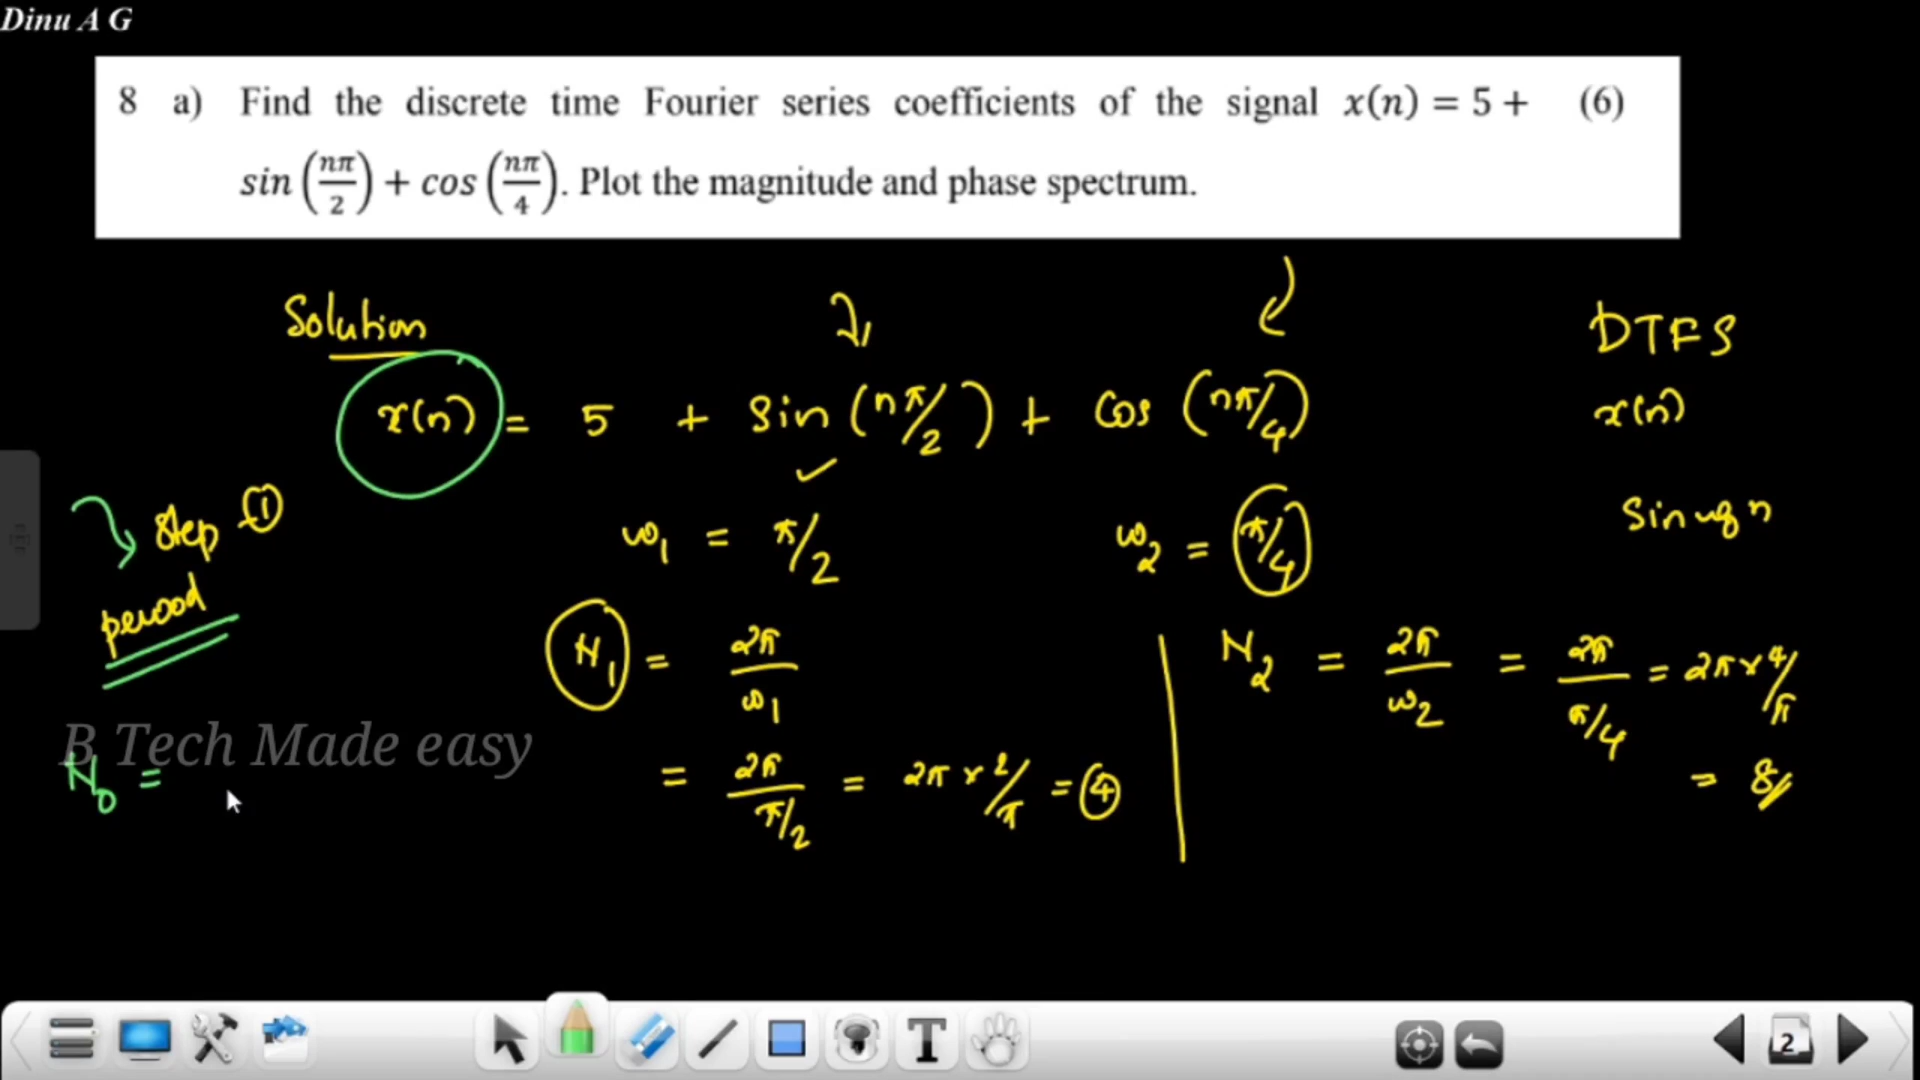 Dinu A G
8 a) Find the discrete time Fourier series coefficients of the signal x(n) = 5 + (6)
sin (nπ/2) + cos (nπ/4). Plot the magnitude and phase spectrum.
Solution
DTFS
x(n) = 5 + Sin (nπ/2) + Cos (nπ/4)
x(n)
Step ①
period
ω₁ = π/2
ω₂ = π/4
Sin ω₀ n
N₁ = 2π/ω₁
= 2π/(π/2) = 2π × 2/π = ④
N₂ = 2π/ω₂ = 2π/(π/4) = 2π × 4/π
= 8//
B Tech Made easy
N₀ =
T
2